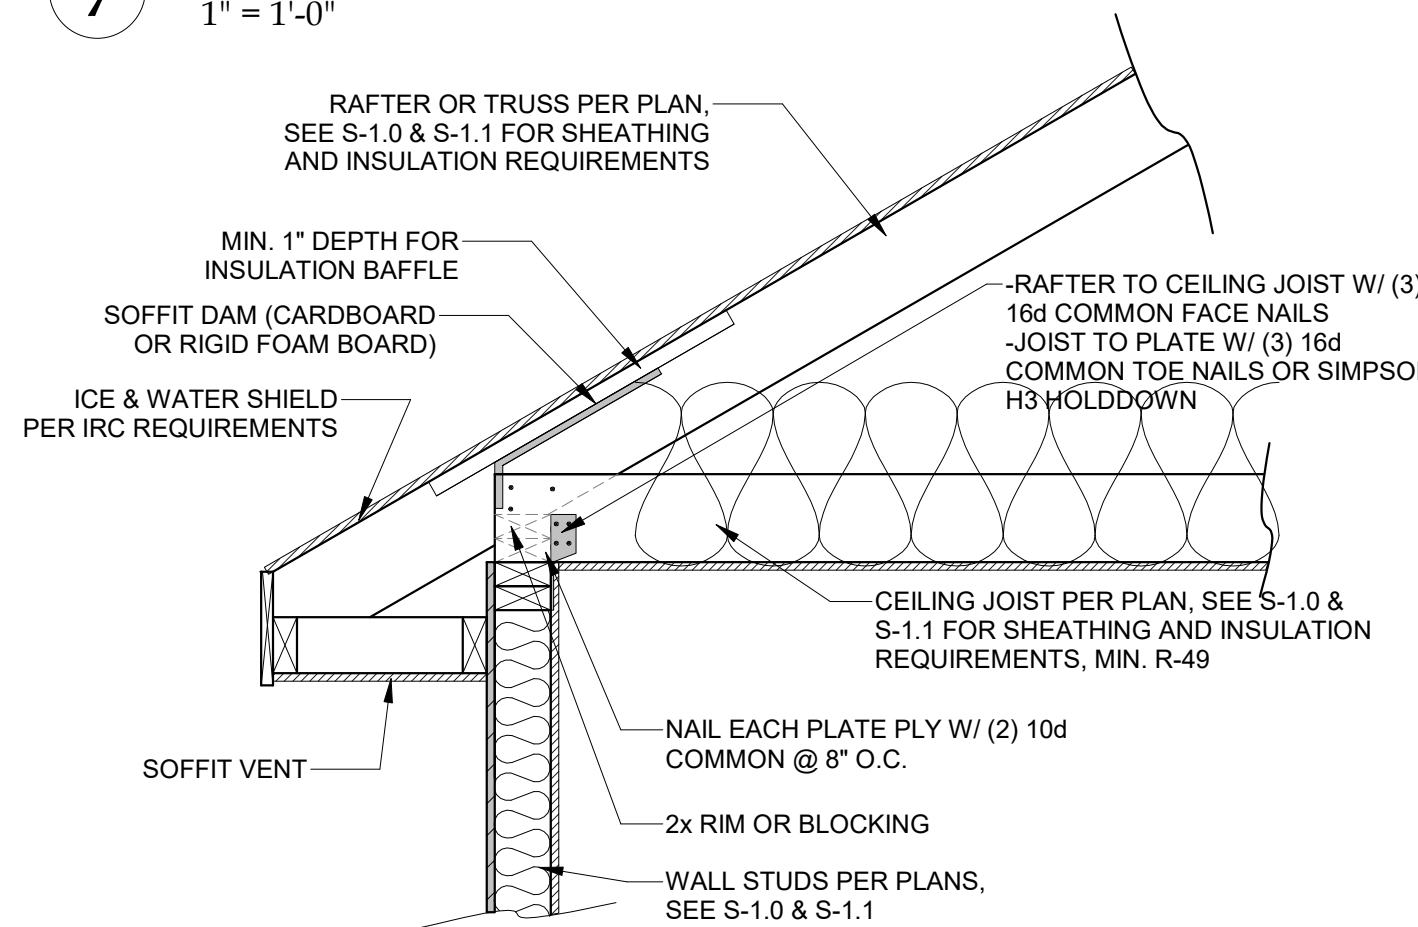 7
1" = 1'-0"
RAFTER OR TRUSS PER PLAN,
SEE S-1.0 & S-1.1 FOR SHEATHING
AND INSULATION REQUIREMENTS
MIN. 1" DEPTH FOR
INSULATION BAFFLE
SOFFIT DAM (CARDBOARD
OR RIGID FOAM BOARD)
ICE & WATER SHIELD
PER IRC REQUIREMENTS
-RAFTER TO CEILING JOIST W/ (3)
16d COMMON FACE NAILS
-JOIST TO PLATE W/ (3) 16d
COMMON TOE NAILS OR SIMPSO
H3 HOLDDOWN
CEILING JOIST PER PLAN, SEE S-1.0 &
S-1.1 FOR SHEATHING AND INSULATION
REQUIREMENTS, MIN. R-49
NAIL EACH PLATE PLY W/ (2) 10d
COMMON @ 8" O.C.
SOFFIT VENT
2x RIM OR BLOCKING
WALL STUDS PER PLANS,
SEE S-1.0 & S-1.1